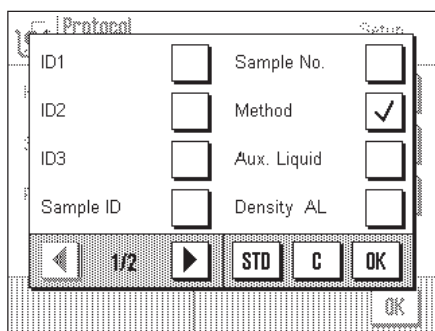 Protocol Setup
ID1 Sample No.
ID2 Method
ID3 Aux. Liquid
Sample ID Density AL
1/2 STD C OK
OK